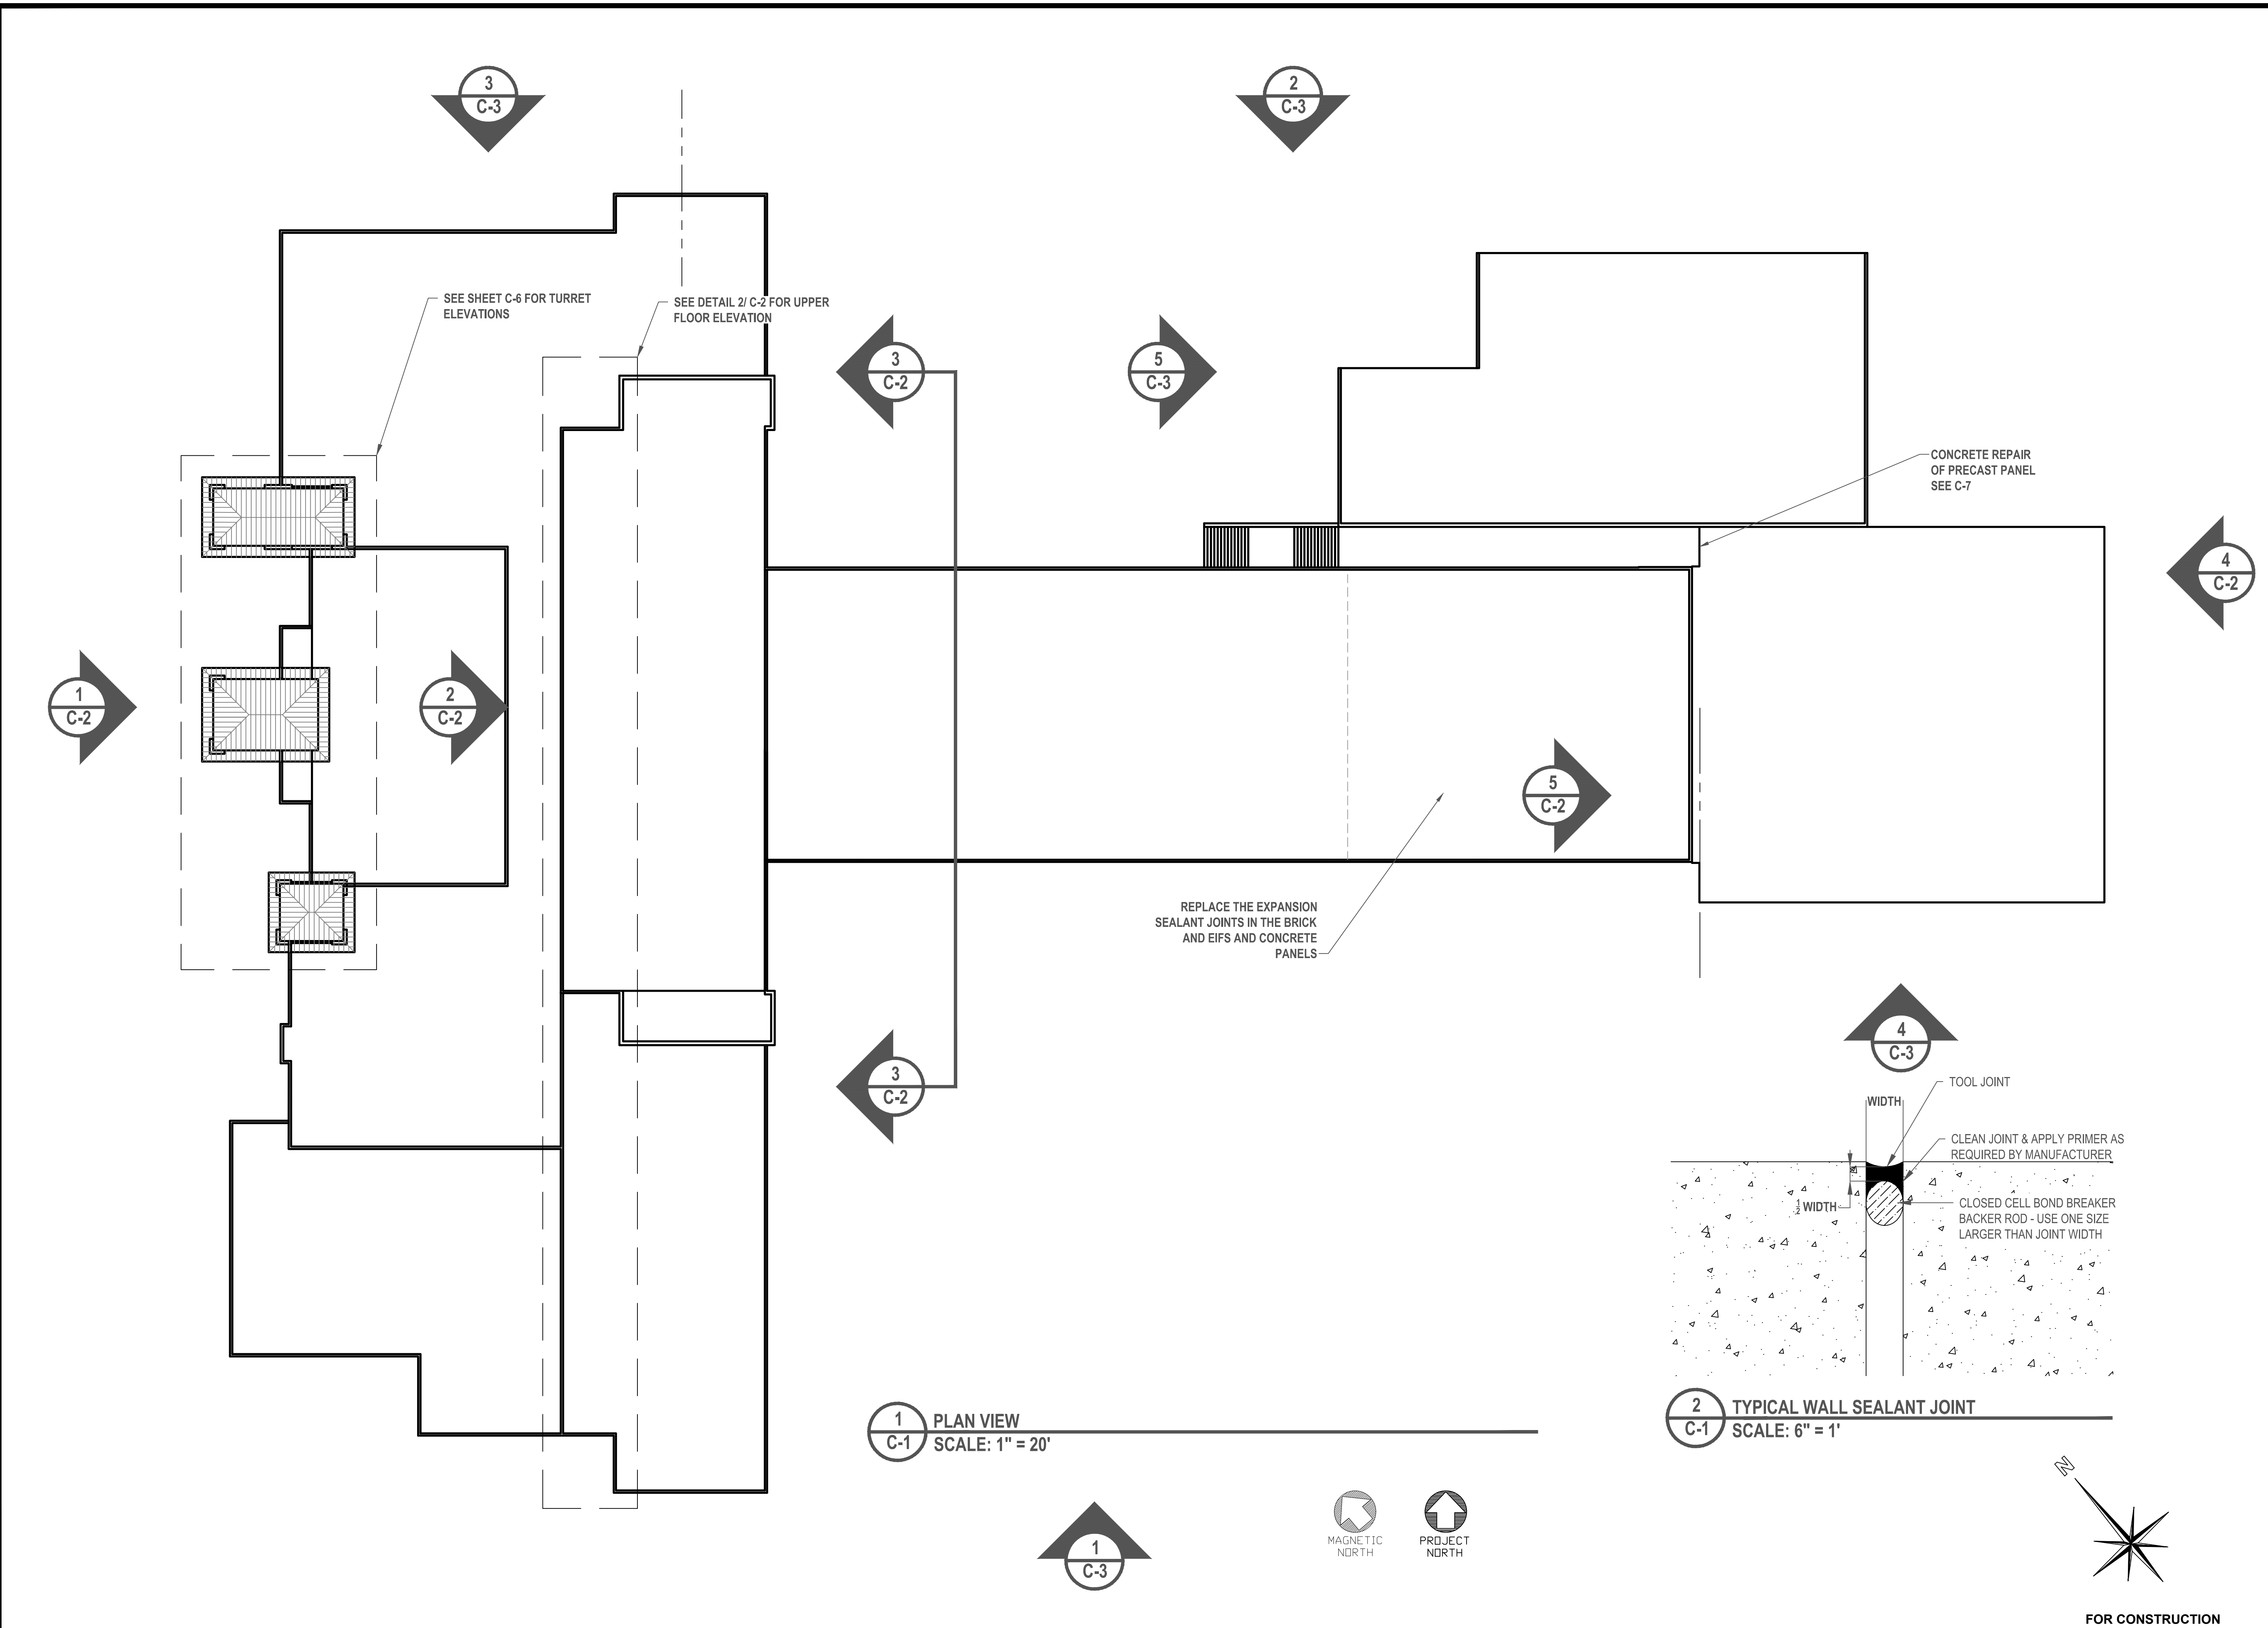 3
C-3
2
C-3
SEE SHEET C-6 FOR TURRET
ELEVATIONS
SEE DETAIL 2/ C-2 FOR UPPER
FLOOR ELEVATION
3
C-2
5
C-3
CONCRETE REPAIR
OF PRECAST PANEL
SEE C-7
4
C-2
1
C-2
2
C-2
5
C-2
REPLACE THE EXPANSION
SEALANT JOINTS IN THE BRICK
AND EIFS AND CONCRETE
PANELS
3
C-2
4
C-3
TOOL JOINT
WIDTH
CLEAN JOINT & APPLY PRIMER AS
REQUIRED BY MANUFACTURER
½ WIDTH
CLOSED CELL BOND BREAKER
BACKER ROD - USE ONE SIZE
LARGER THAN JOINT WIDTH
1
C-1
PLAN VIEW
SCALE: 1" = 20'
2
C-1
TYPICAL WALL SEALANT JOINT
SCALE: 6" = 1'
MAGNETIC
NORTH
PROJECT
NORTH
N
1
C-3
FOR CONSTRUCTION